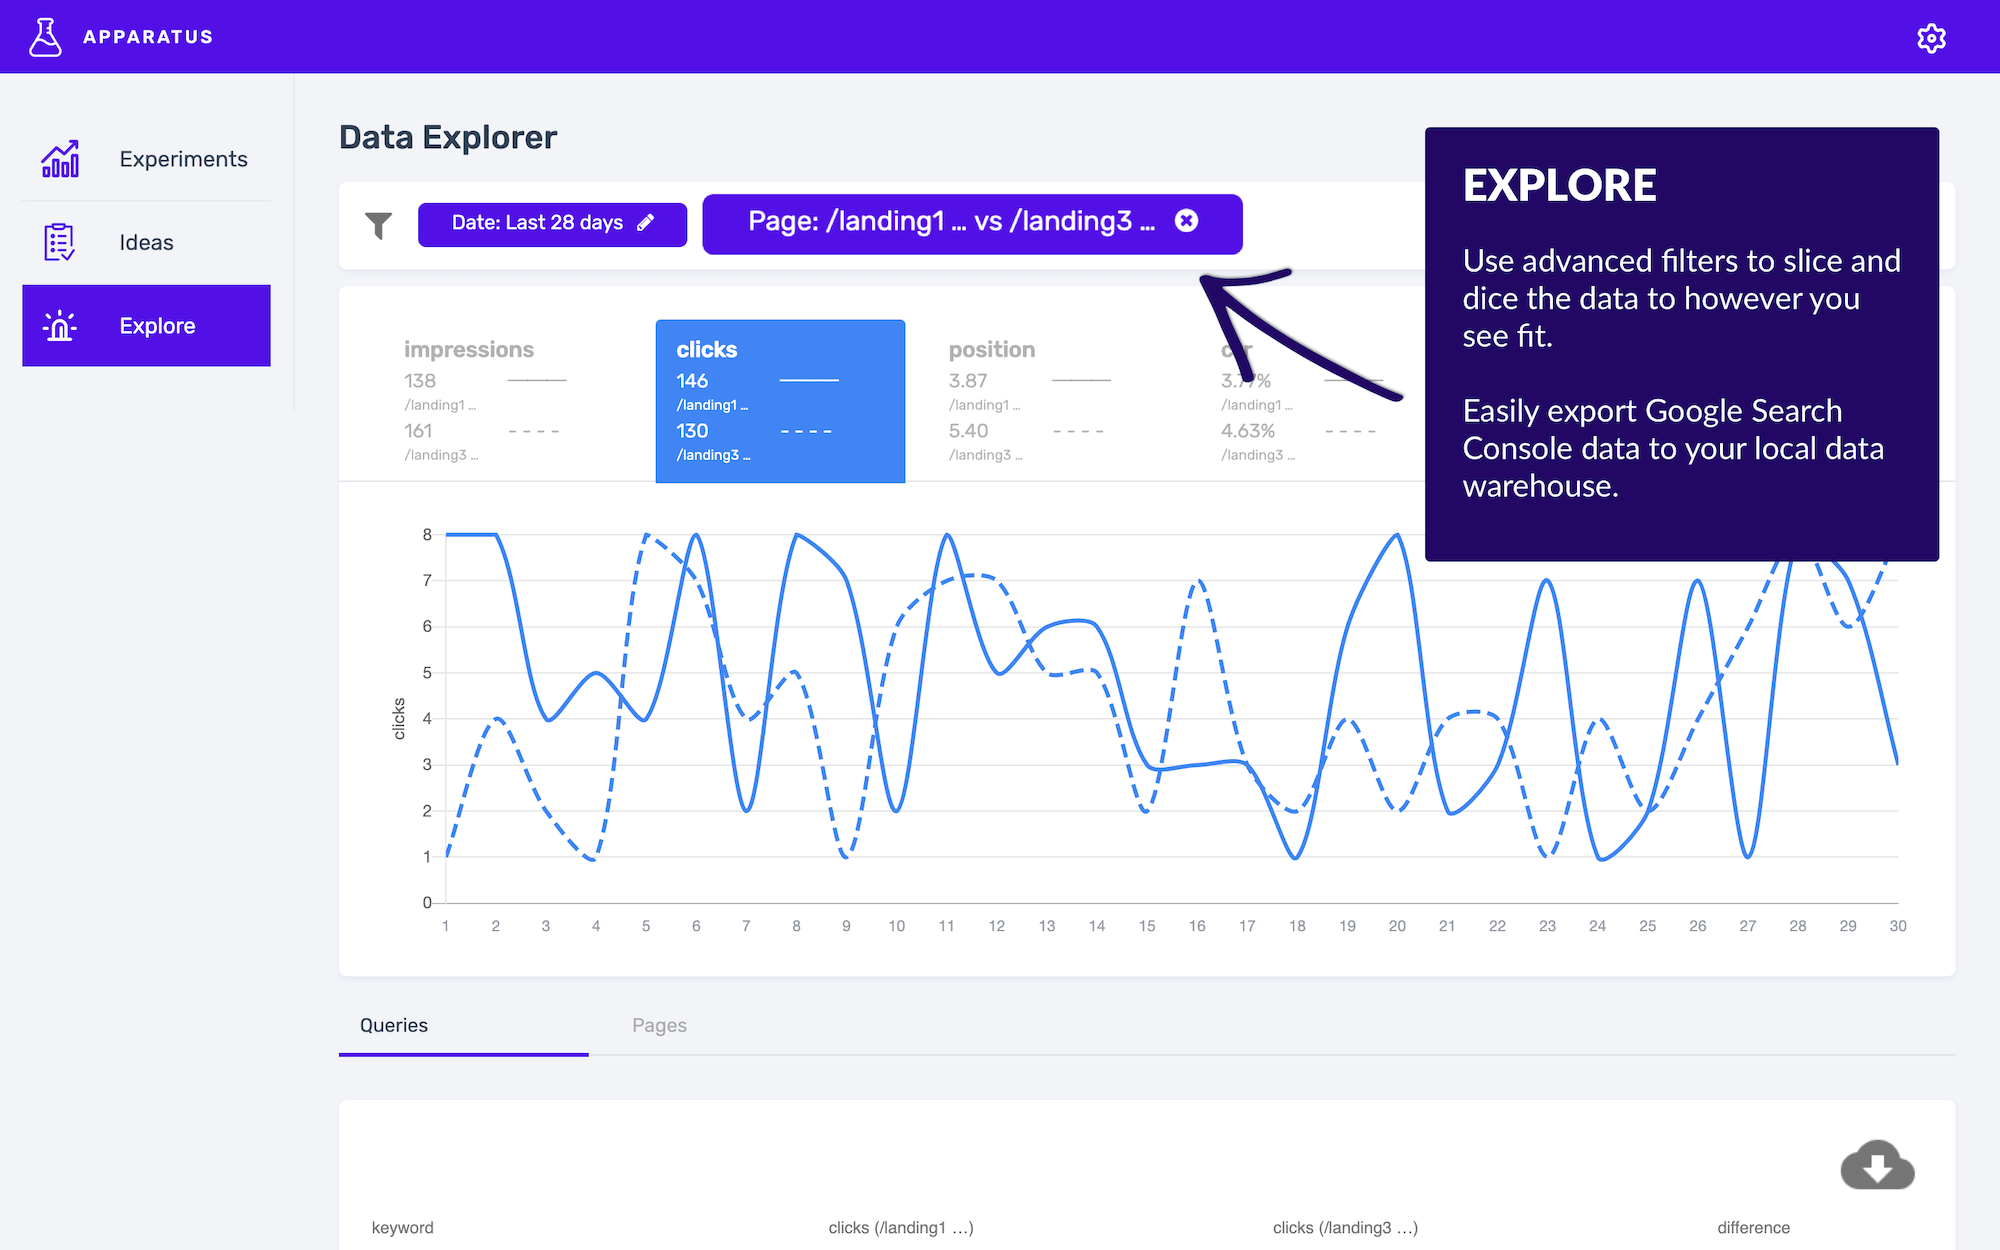 APPARATUS
Experiments
Ideas
Explore
Data Explorer
Date: Last 28 days
Page: /landing1 ... vs /landing3 ...
EXPLORE
Use advanced filters to slice and
dice the data to however you
see fit.
Easily export Google Search
Console data to your local data
warehouse.
impressions
138
/landing1 ...
161
/landing3 ...
clicks
146
/landing1 ...
130
/landing3 ...
position
3.87
/landing1 ...
5.40
/landing3 ...
/landing1 ...
4.63%
/landing3 ...
clicks
8
7
6
5
4
3
2
1
0
1 2 3 4 5 6 7 8 9 10 11 12 13 14 15 16 17 18 19 20 21 22 23 24 25 26 27 28 29 30
Queries
Pages
keyword clicks (/landing1 ...) clicks (/landing3 ...) difference